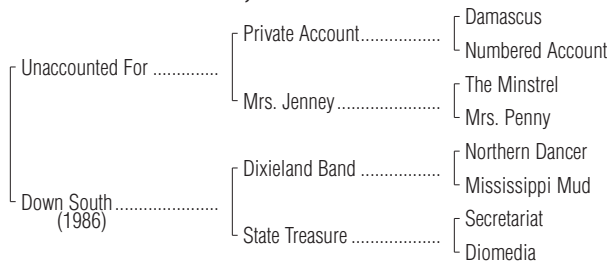 Damascus
Private Account..................
Numbered Account
Unaccounted For ..............
The Minstrel
Mrs. Jenney .......................
Mrs. Penny
Northern Dancer
Dixieland Band ..................
Mississippi Mud
Down South ......................
(1986)
Secretariat
State Treasure ....................
Diomedia